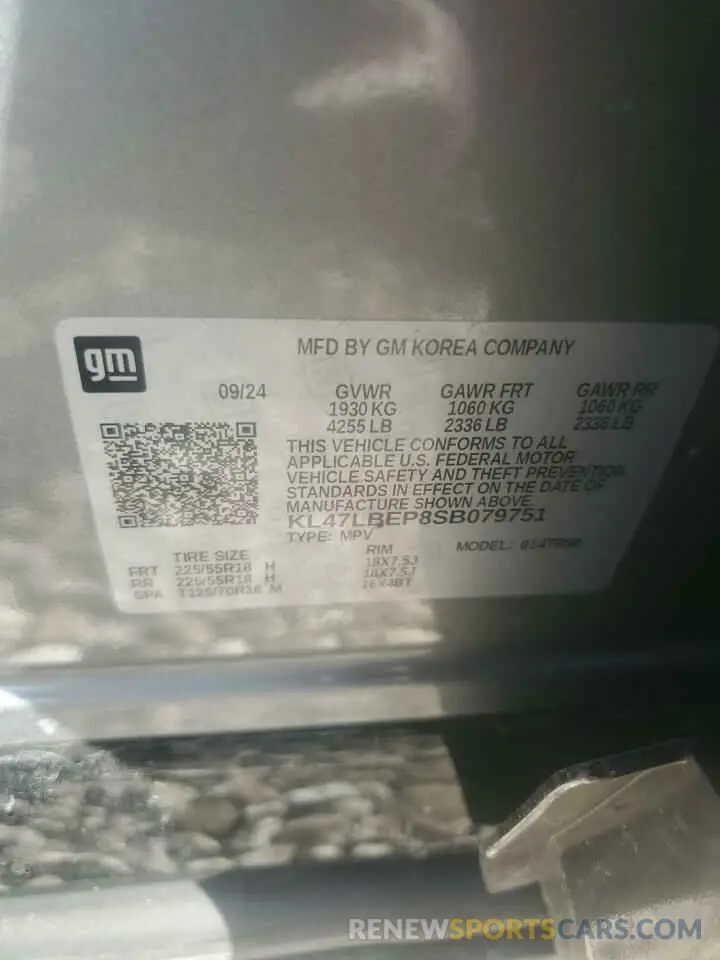 gm
MFD BY GM KOREA COMPANY
09/24 GVWR GAWR FRT GAWR RR
1930 KG 1060 KG 1060 KG
4255 LB 2336 LB 2336 LB
THIS VEHICLE CONFORMS TO ALL
APPLICABLE U.S. FEDERAL MOTOR
VEHICLE SAFETY AND THEFT PREVENTION
STANDARDS IN EFFECT ON THE DATE OF
MANUFACTURE SHOWN ABOVE.
KL47LBEP8SB079751
TYPE: MPV MODEL:
TIRE SIZE RIM
FRT 225/55R18 H 18X7.5J
RR 225/55R18 H 18X7.5J
SPA T125/70R16 M 16X4BT
RENEWSPORTSCARS.COM